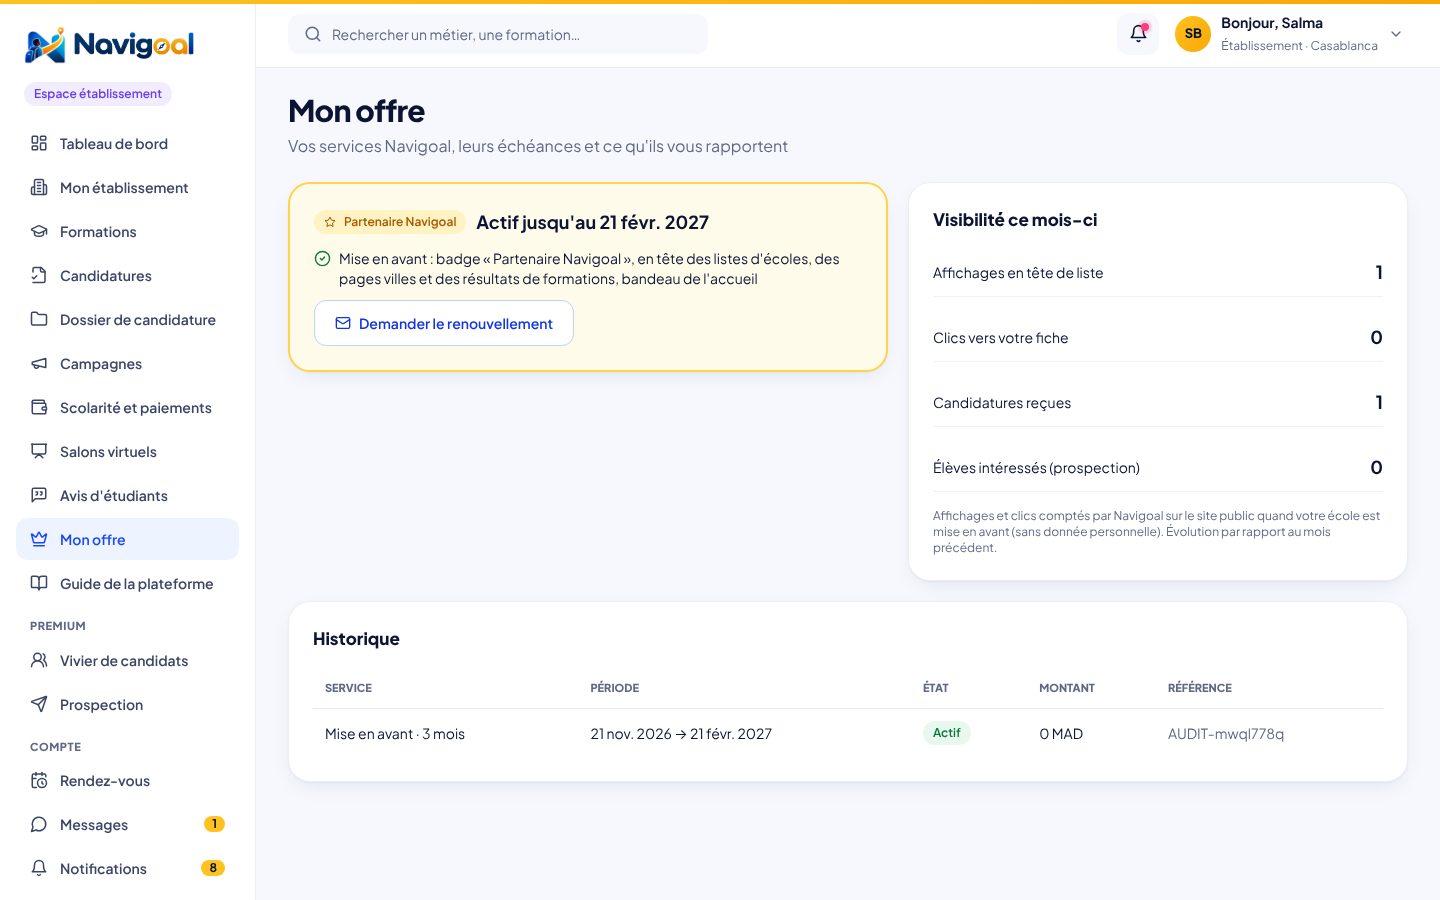 Navigoal
Espace établissement
Tableau de bord
Mon établissement
Formations
Candidatures
Dossier de candidature
Campagnes
Scolarité et paiements
Salons virtuels
Avis d'étudiants
Mon offre
Guide de la plateforme
PREMIUM
Vivier de candidats
Prospection
COMPTE
Rendez-vous
Messages 1
Notifications 8
Rechercher un métier, une formation...
SB
Bonjour, Salma
Établissement · Casablanca
Mon offre
Vos services Navigoal, leurs échéances et ce qu'ils vous rapportent
Partenaire Navigoal Actif jusqu'au 21 févr. 2027
Mise en avant : badge « Partenaire Navigoal », en tête des listes d'écoles, des
pages villes et des résultats de formations, bandeau de l'accueil
Demander le renouvellement
Visibilité ce mois-ci
Affichages en tête de liste 1
Clics vers votre fiche 0
Candidatures reçues 1
Élèves intéressés (prospection) 0
Affichages et clics comptés par Navigoal sur le site public quand votre école est
mise en avant (sans donnée personnelle). Évolution par rapport au mois
précédent.
Historique
SERVICE PÉRIODE ÉTAT MONTANT RÉFÉRENCE
Mise en avant · 3 mois 21 nov. 2026 → 21 févr. 2027 Actif 0 MAD AUDIT-mwql778q